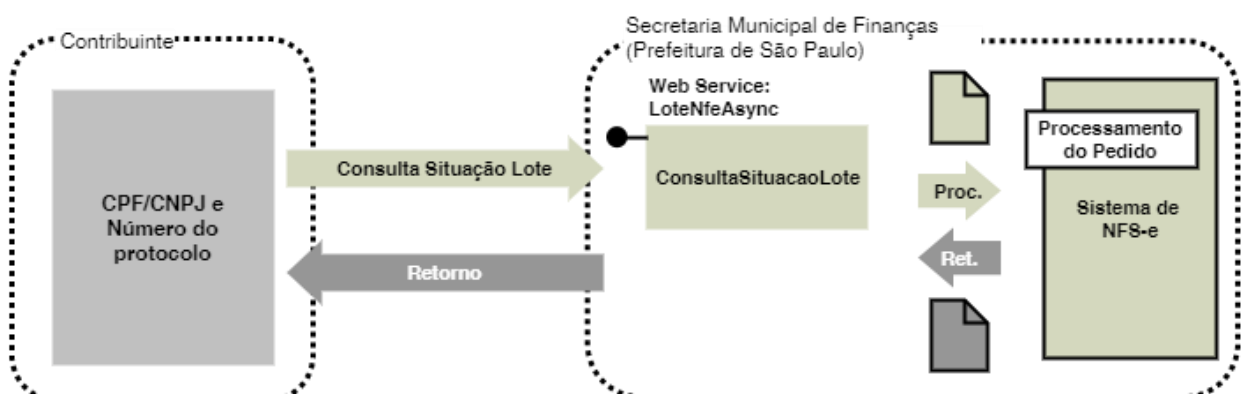 Contribuinte
Secretaria Municipal de Finanças
(Prefeitura de São Paulo)
Web Service:
LoteNfeAsync
CPF/CNPJ e
Número do
protocolo
Consulta Situação Lote
Retorno
ConsultaSituacaoLote
Proc.
Ret.
Processamento
do Pedido
Sistema de
NFS-e